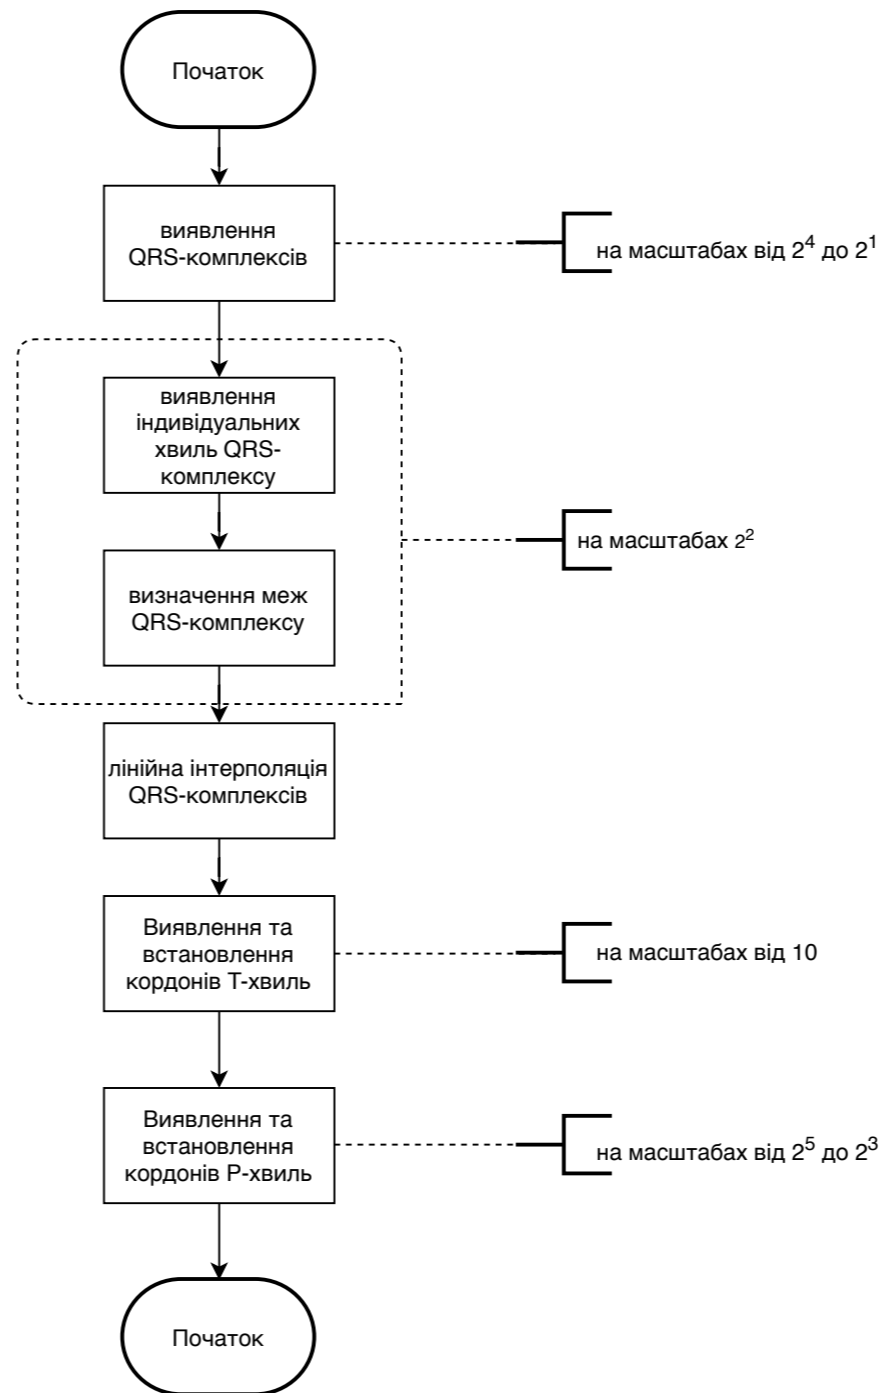 Початок
виявлення
QRS-комплексів
на масштабах від 2⁴ до 2¹
виявлення
індивідуальних
хвиль QRS-
комплексу
визначення меж
QRS-комплексу
на масштабах 2²
лінійна інтерполяція
QRS-комплексів
Виявлення та
встановлення
кордонів Т-хвиль
на масштабах від 10
Виявлення та
встановлення
кордонів Р-хвиль
на масштабах від 2⁵ до 2³
Початок